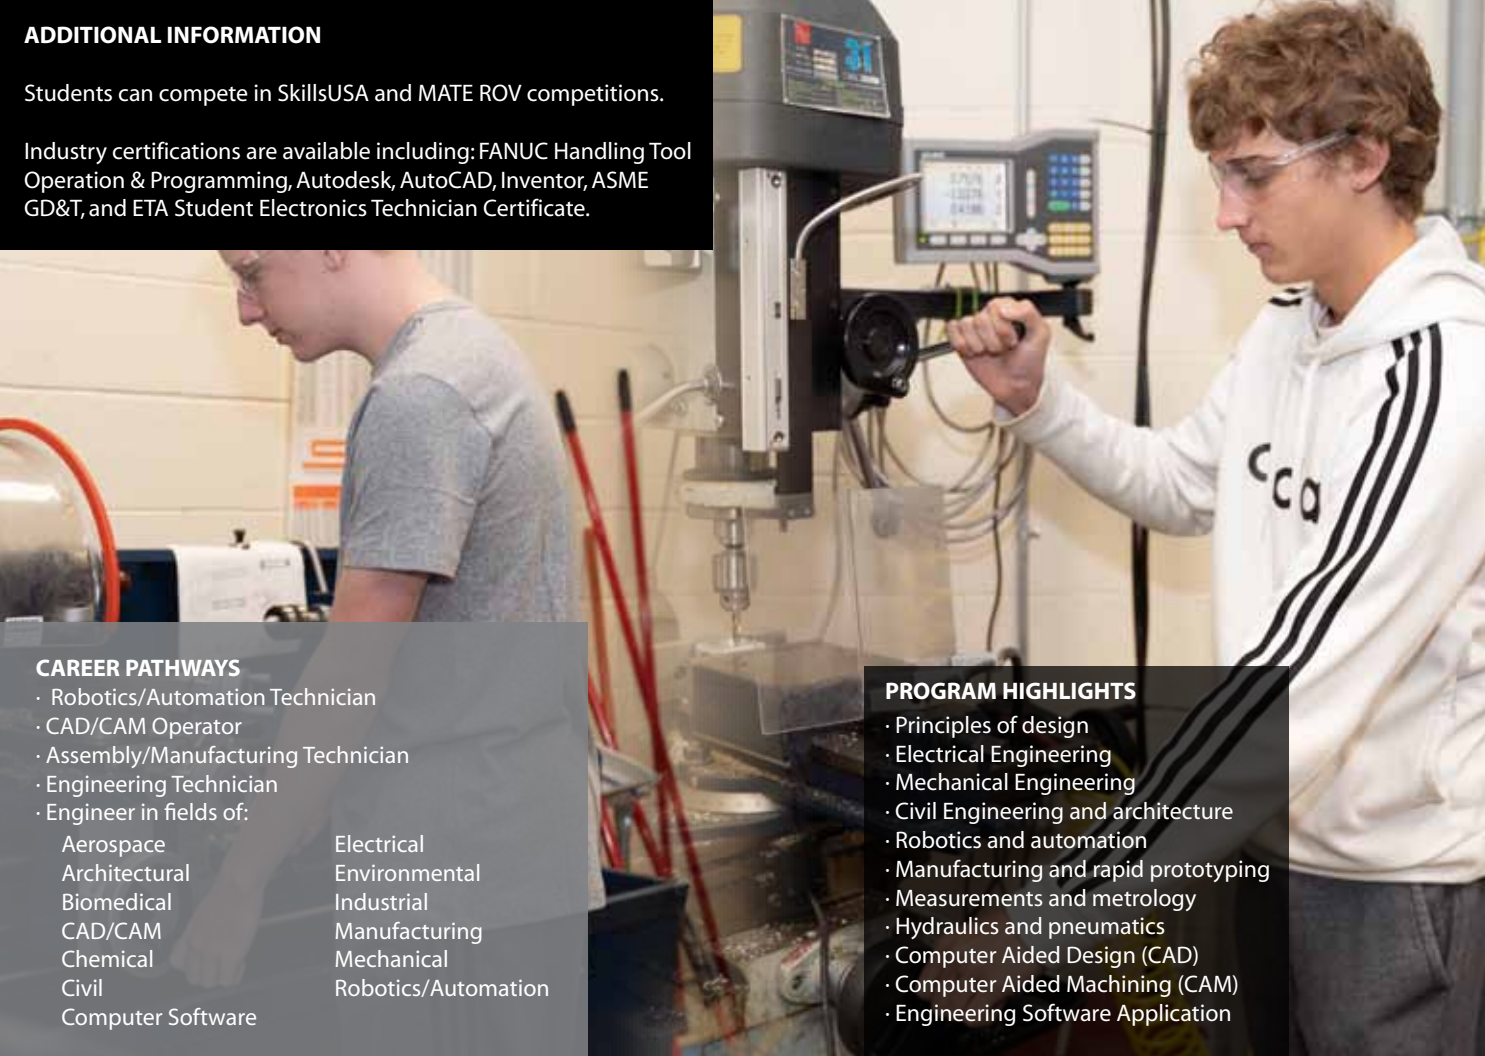 ADDITIONAL INFORMATION
Students can compete in SkillsUSA and MATE ROV competitions.
Industry certifications are available including: FANUC Handling Tool
Operation & Programming, Autodesk, AutoCAD, Inventor, ASME
GD&T, and ETA Student Electronics Technician Certificate.
31
cca
CAREER PATHWAYS
· Robotics/Automation Technician
· CAD/CAM Operator
· Assembly/Manufacturing Technician
· Engineering Technician
· Engineer in fields of:
Aerospace
Architectural
Biomedical
CAD/CAM
Chemical
Civil
Computer Software
Electrical
Environmental
Industrial
Manufacturing
Mechanical
Robotics/Automation
PROGRAM HIGHLIGHTS
· Principles of design
· Electrical Engineering
· Mechanical Engineering
· Civil Engineering and architecture
· Robotics and automation
· Manufacturing and rapid prototyping
· Measurements and metrology
· Hydraulics and pneumatics
· Computer Aided Design (CAD)
· Computer Aided Machining (CAM)
· Engineering Software Application